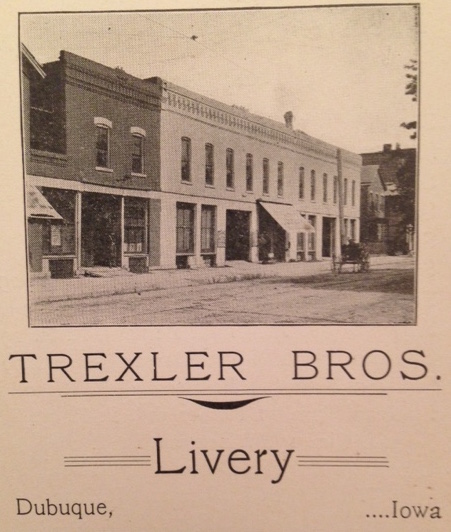 TREXLER BROS.
Livery
Dubuque, ....Iowa